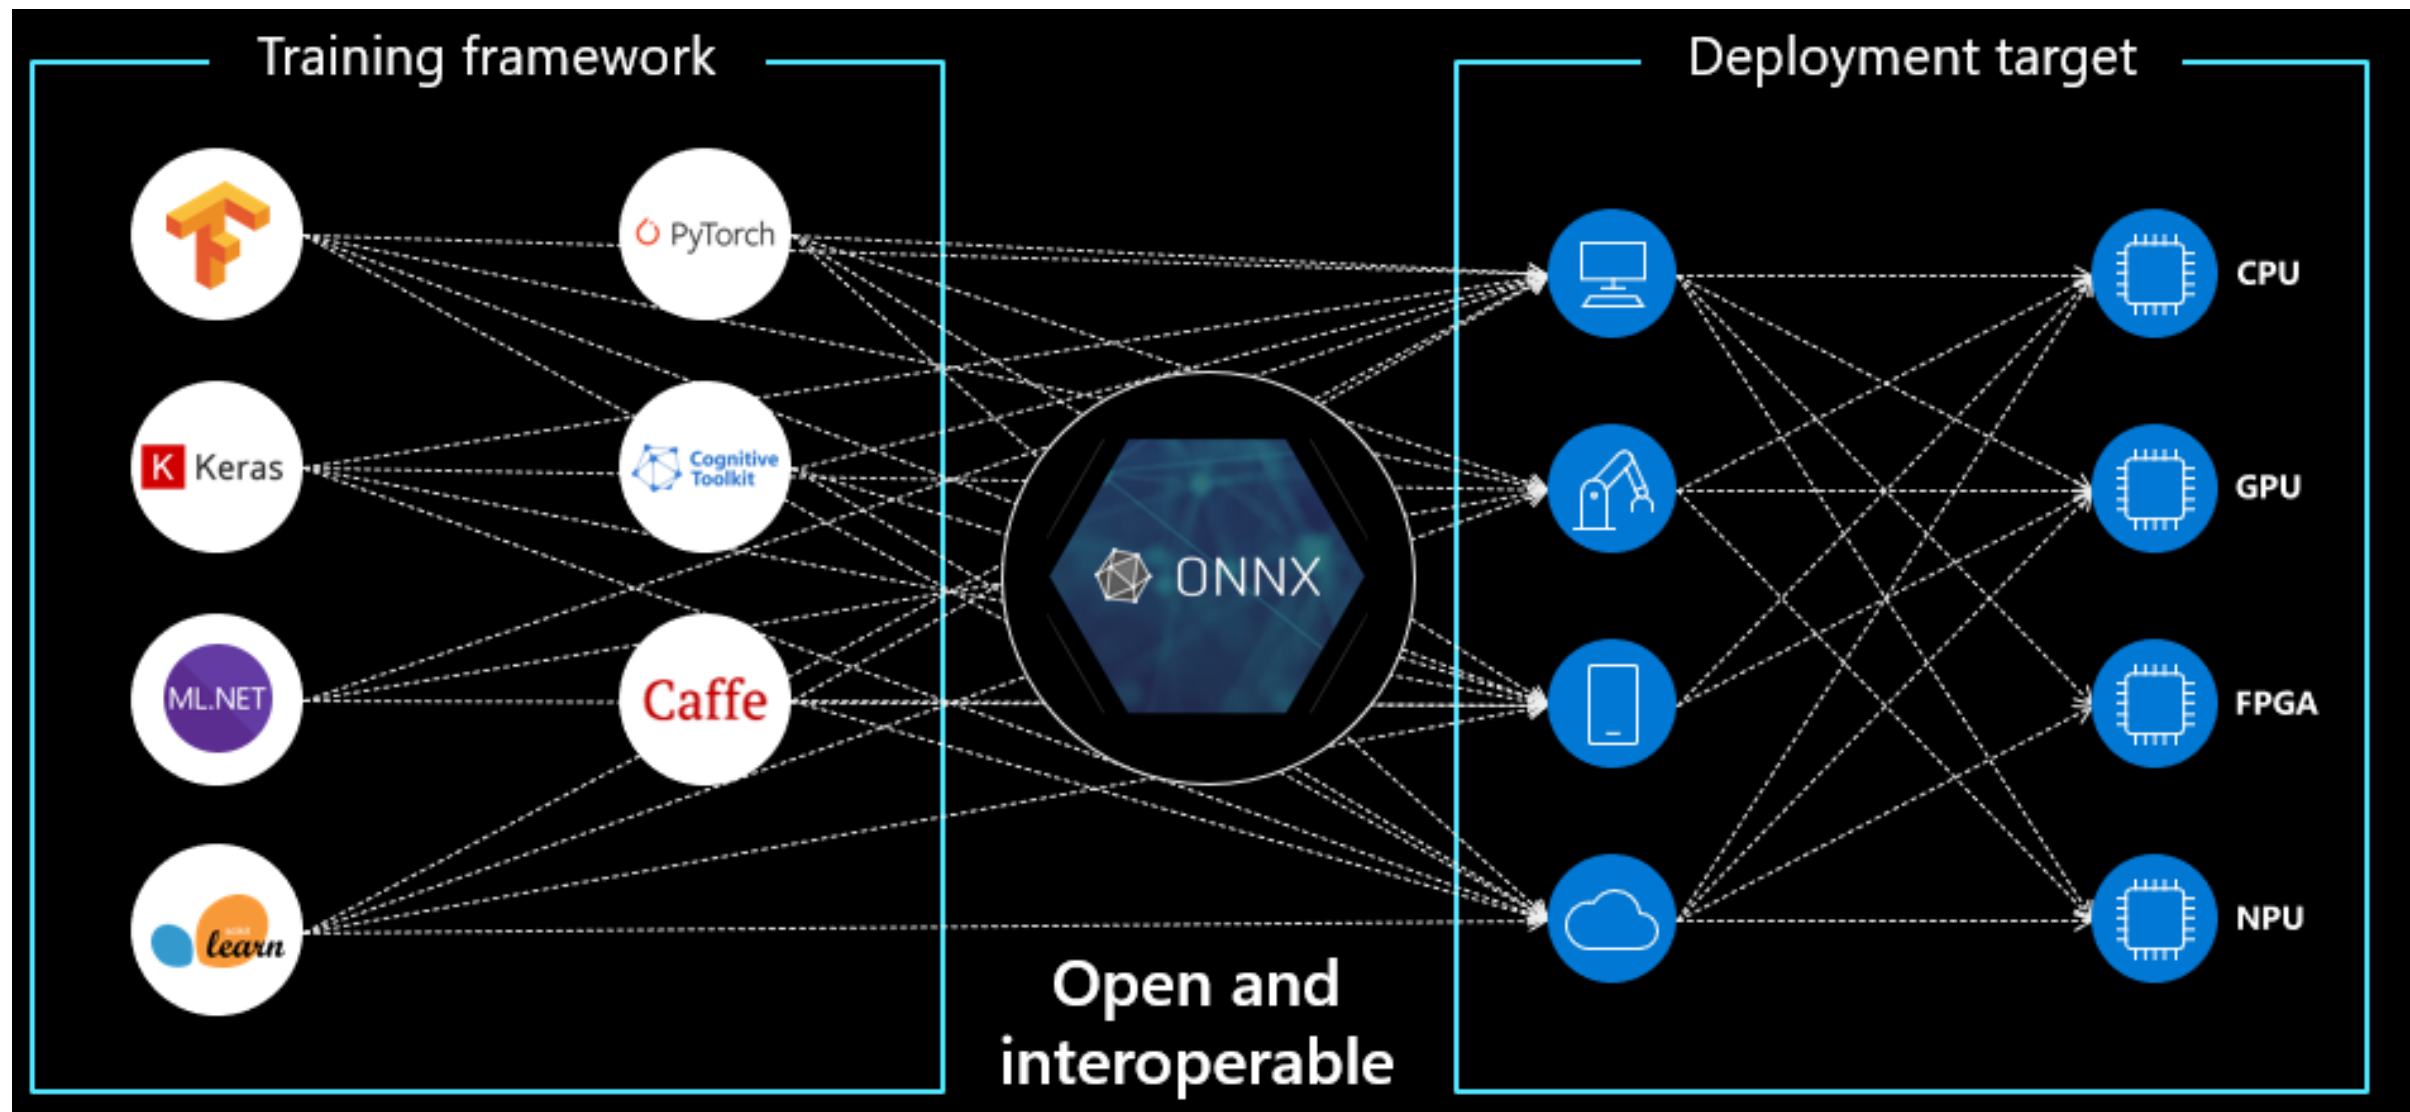 Training framework
Deployment target
PyTorch
CPU
K Keras
Cognitive
Toolkit
GPU
ONNX
ML.NET
Caffe
FPGA
scikit
learn
NPU
Open and
interoperable